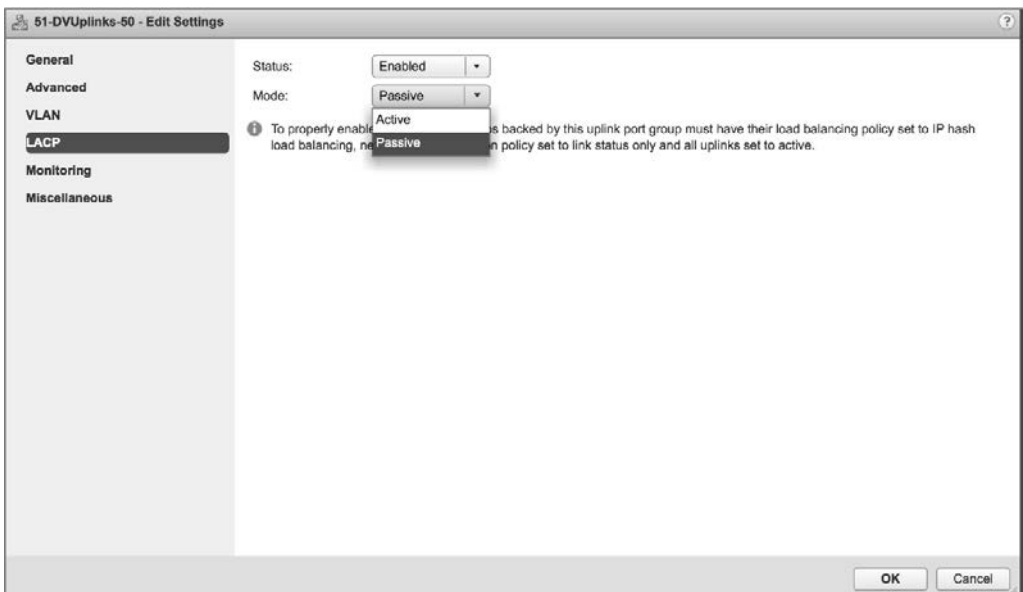 51-DVUplinks-50 - Edit Settings
?
General
Advanced
VLAN
LACP
Monitoring
Miscellaneous
Status: Enabled
Mode: Passive
Active
Passive
To properly enable s backed by this uplink port group must have their load balancing policy set to IP hash
load balancing, ne n policy set to link status only and all uplinks set to active.
OK Cancel